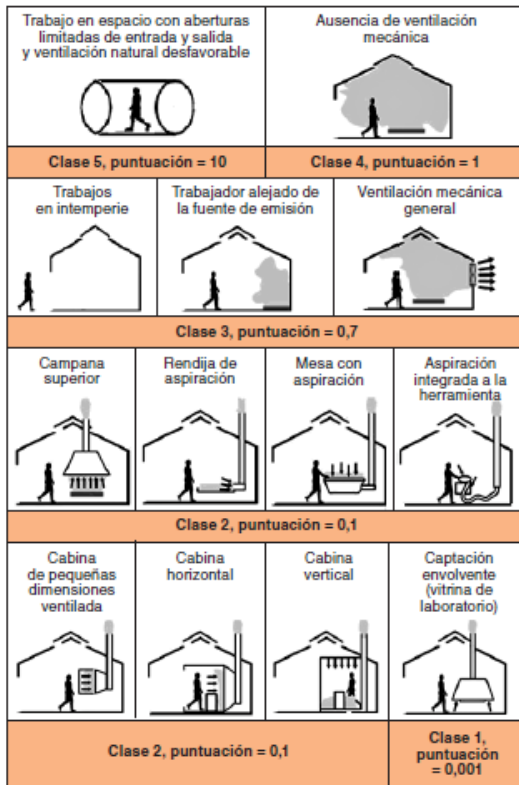 Trabajo en espacio con aberturas
limitadas de entrada y salida
y ventilación natural desfavorable
Ausencia de ventilación
mecánica
Clase 5, puntuación = 10
Clase 4, puntuación = 1
Trabajos
en intemperie
Trabajador alejado de
la fuente de emisión
Ventilación mecánica
general
Clase 3, puntuación = 0,7
Campana
superior
Rendija de
aspiración
Mesa con
aspiración
Aspiración
integrada a la
herramienta
Clase 2, puntuación = 0,1
Cabina
de pequeñas
dimensiones
ventilada
Cabina
horizontal
Cabina
vertical
Captación
envolvente
(vitrina de
laboratorio)
Clase 2, puntuación = 0,1
Clase 1,
puntuación
= 0,001